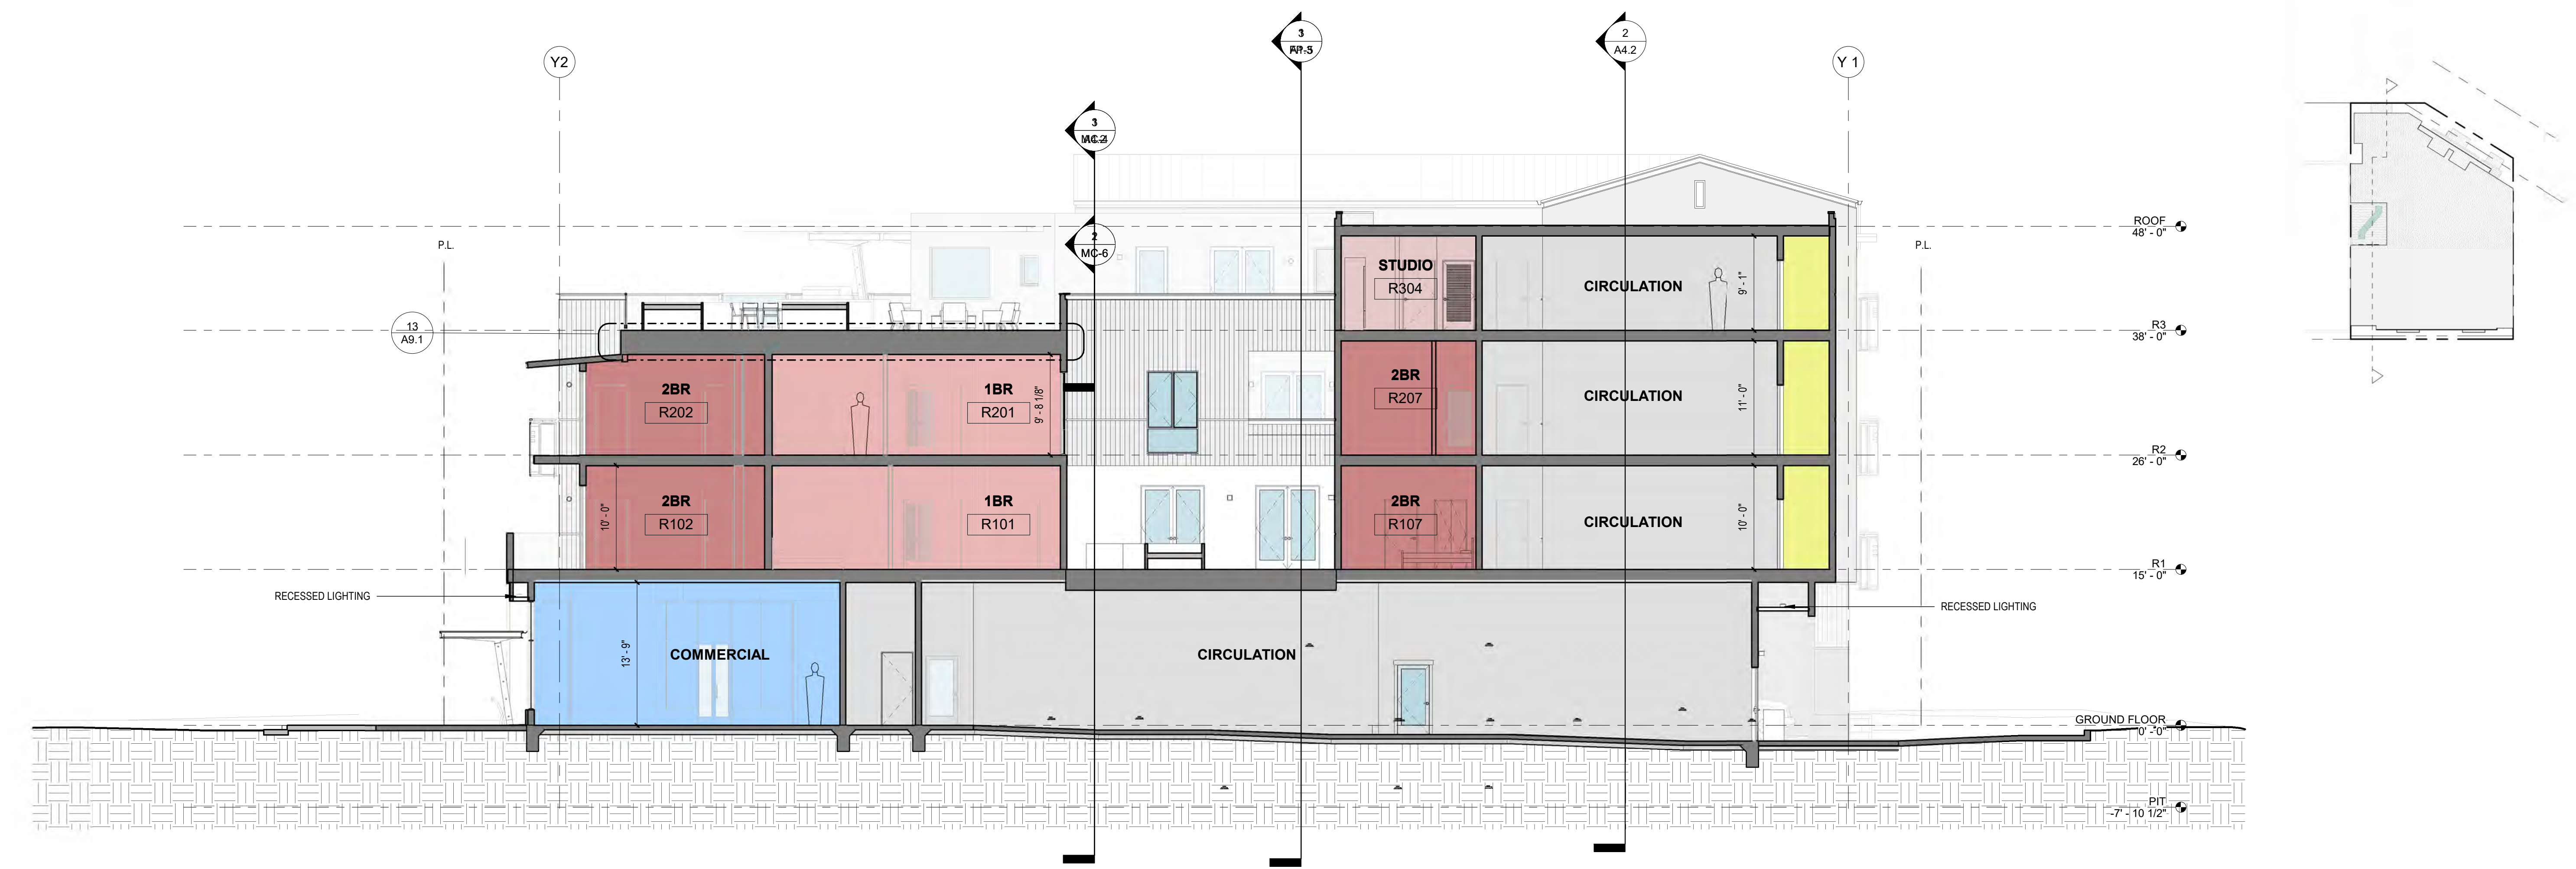 3
2
A4.2
Y2
Y 1
3
2
MC-6
ROOF
48' - 0"
P.L.
P.L.
STUDIO
R304
CIRCULATION
9' - 1"
13
A9.1
R3
38' - 0"
2BR
R202
1BR
R201
9' - 8 1/8"
2BR
R207
CIRCULATION
11' - 0"
R2
26' - 0"
2BR
R102
10' - 0"
1BR
R101
2BR
R107
CIRCULATION
10' - 0"
R1
15' - 0"
RECESSED LIGHTING
RECESSED LIGHTING
COMMERCIAL
13' - 9"
CIRCULATION
GROUND FLOOR
0' - 0"
PIT
-7' - 10 1/2"